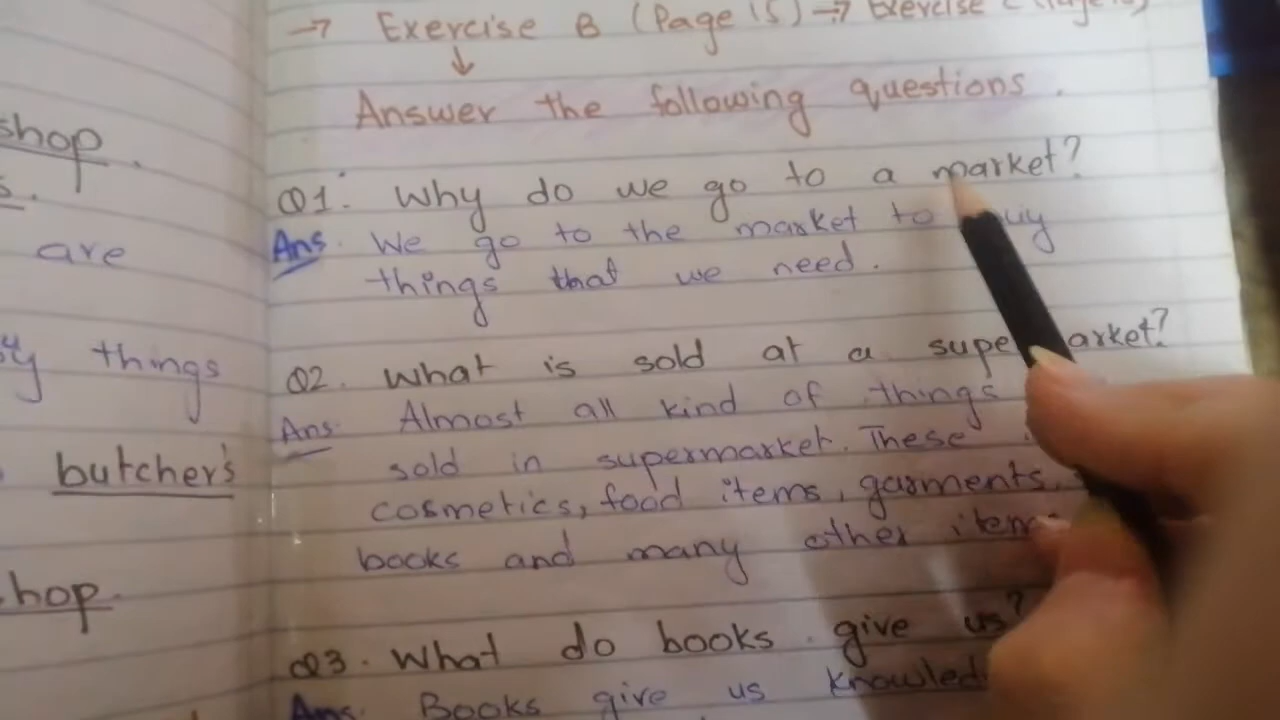 shop.
s.
are
things
butcher's
hop.
→ Exercise B (Page 15) → Exercise C
↓
Answer the following questions.
Q1: Why do we go to a market?
Ans. We go to the market to buy
things that we need.
Q2. What is sold at a supermarket?
Ans. Almost all kind of things
sold in supermarket. These
cosmetics, food items, garments,
books and many other items
Q3. What do books give us?
Ans. Books give us knowled